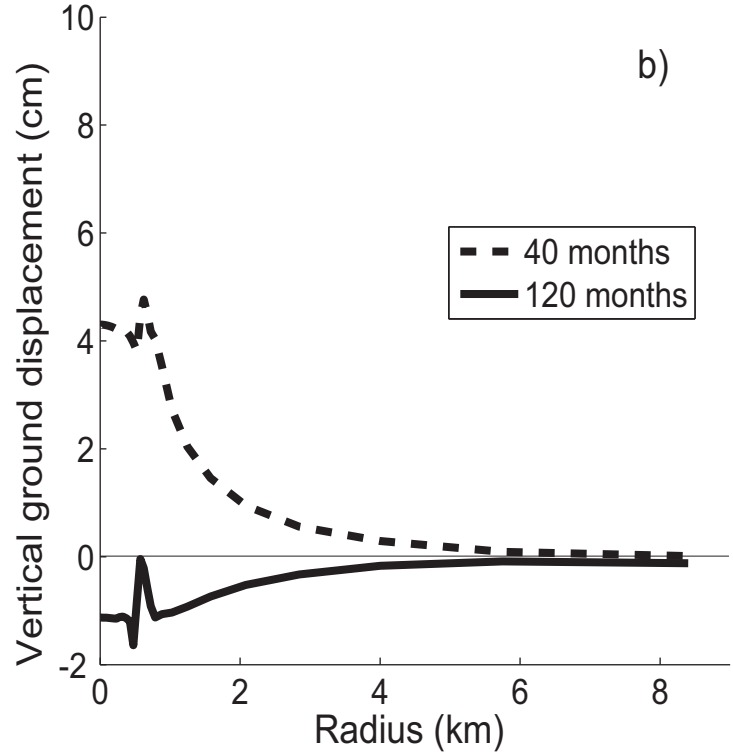 b)
Vertical ground displacement (cm)
10
8
6
4
2
0
-2
40 months
120 months
0 2 4 6 8
Radius (km)